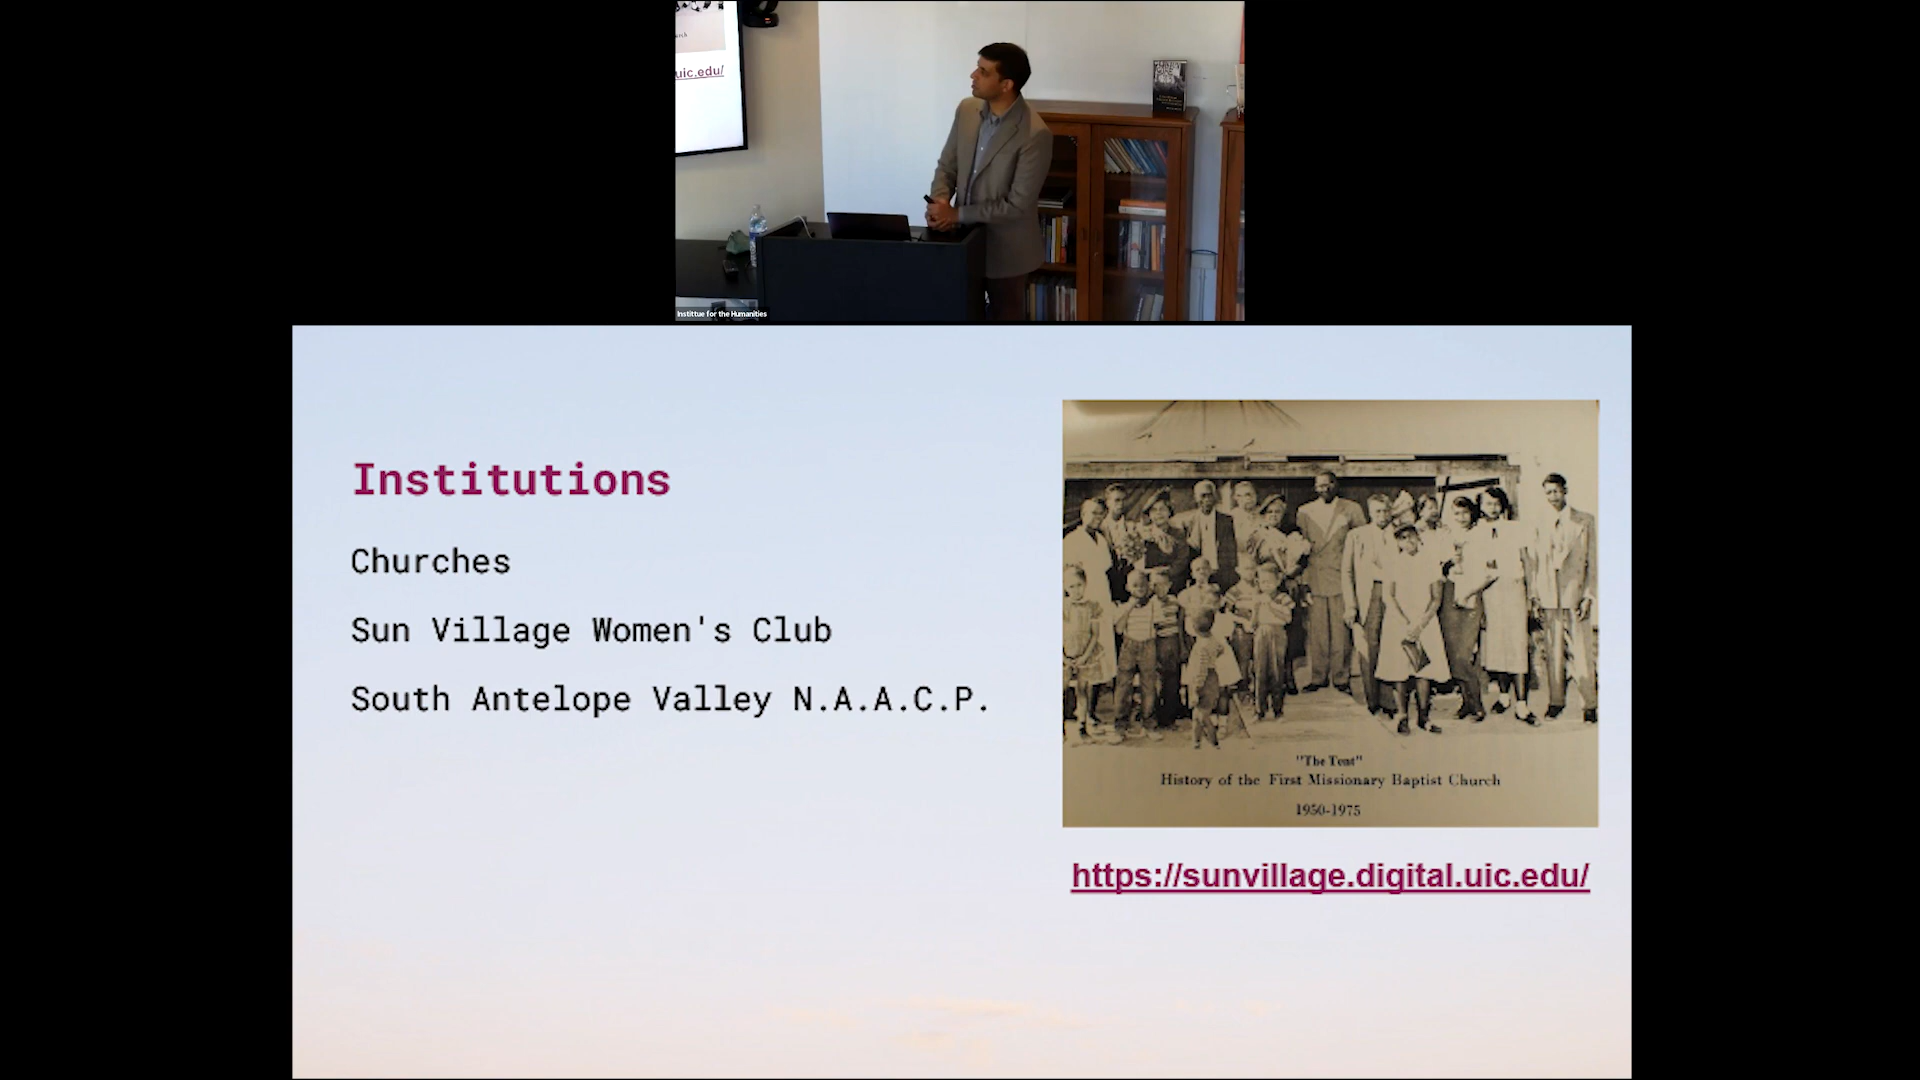 uic.edu/
Instittue for the Humanities
Institutions
Churches
Sun Village Women's Club
South Antelope Valley N.A.A.C.P.
"The Tent"
History of the First Missionary Baptist Church
1950-1975
https://sunvillage.digital.uic.edu/